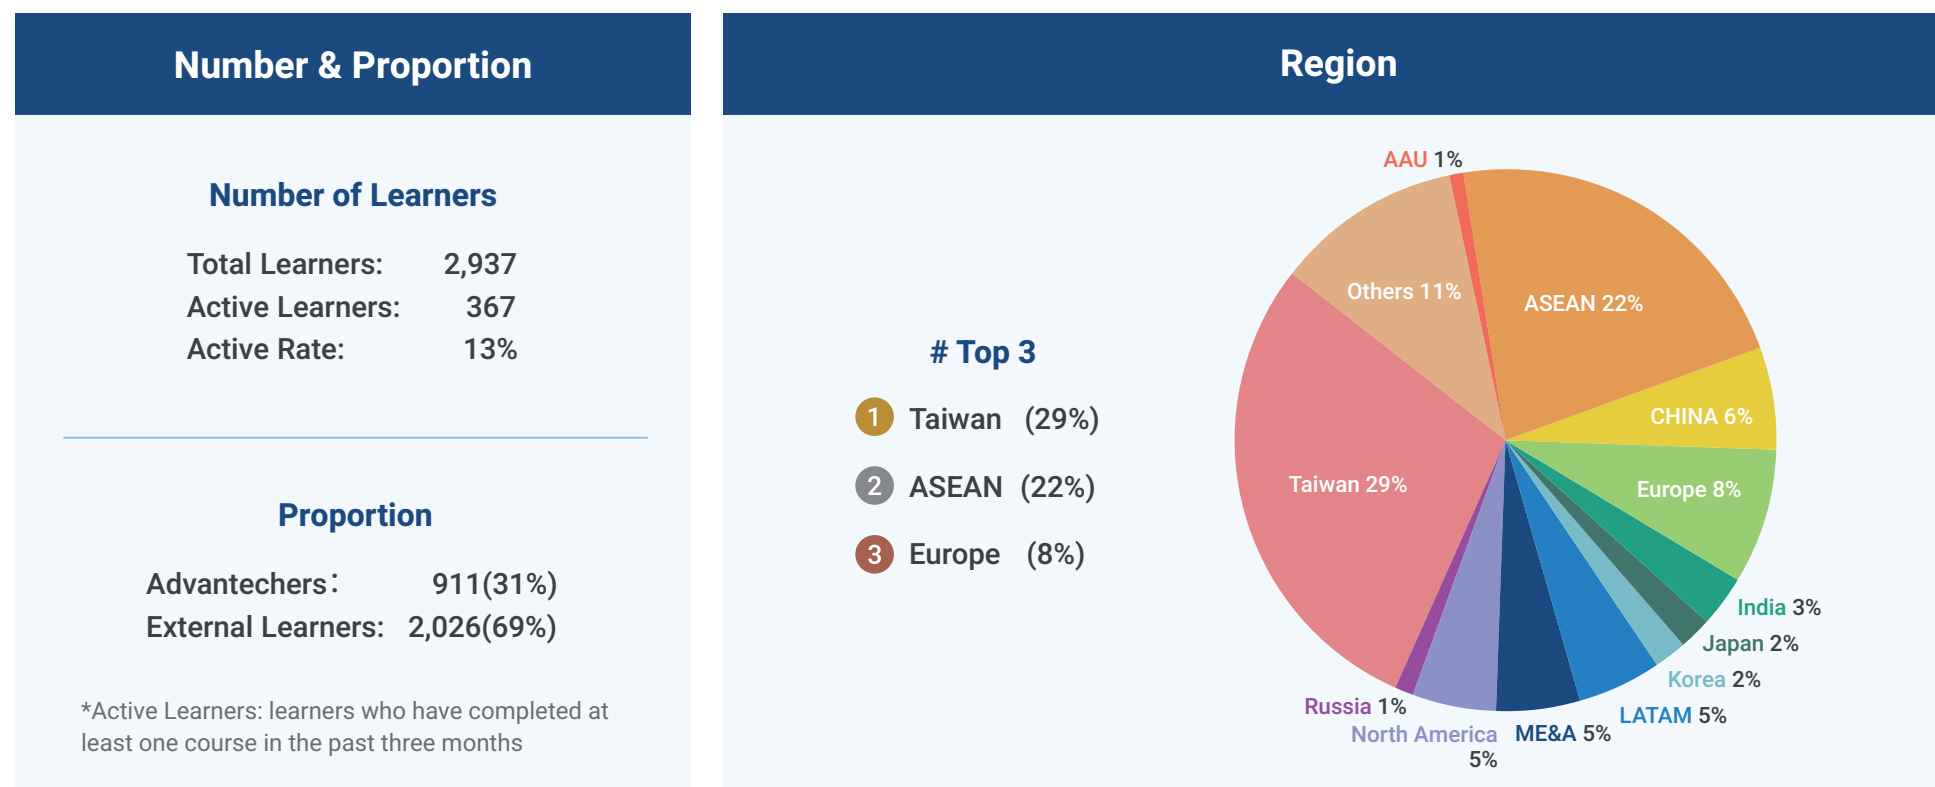 Number & Proportion
Number of Learners
Total Learners: 2,937
Active Learners: 367
Active Rate: 13%
Proportion
Advantechers： 911(31%)
External Learners: 2,026(69%)
*Active Learners: learners who have completed at
least one course in the past three months
Region
# Top 3
1 Taiwan (29%)
2 ASEAN (22%)
3 Europe (8%)
AAU 1%
Others 11%
ASEAN 22%
CHINA 6%
Taiwan 29%
Europe 8%
India 3%
Japan 2%
Korea 2%
LATAM 5%
ME&A 5%
North America
5%
Russia 1%